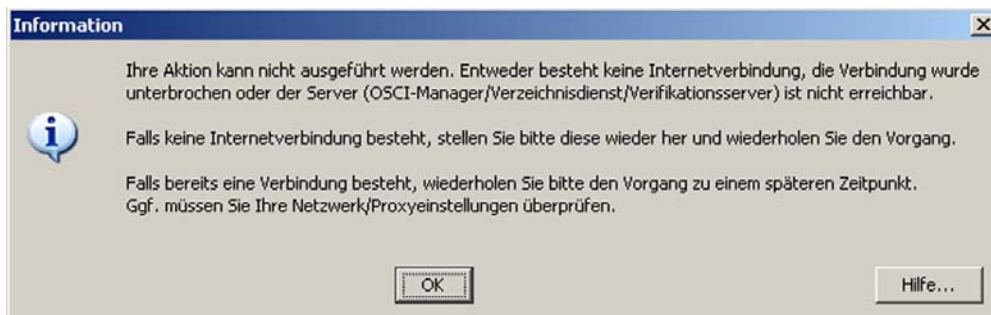 Information
Ihre Aktion kann nicht ausgeführt werden. Entweder besteht keine Internetverbindung, die Verbindung wurde
unterbrochen oder der Server (OSCI-Manager/Verzeichnisdienst/Verifikationsserver) ist nicht erreichbar.
Falls keine Internetverbindung besteht, stellen Sie bitte diese wieder her und wiederholen Sie den Vorgang.
Falls bereits eine Verbindung besteht, wiederholen Sie bitte den Vorgang zu einem späteren Zeitpunkt.
Ggf. müssen Sie Ihre Netzwerk/Proxyeinstellungen überprüfen.
OK
Hilfe...